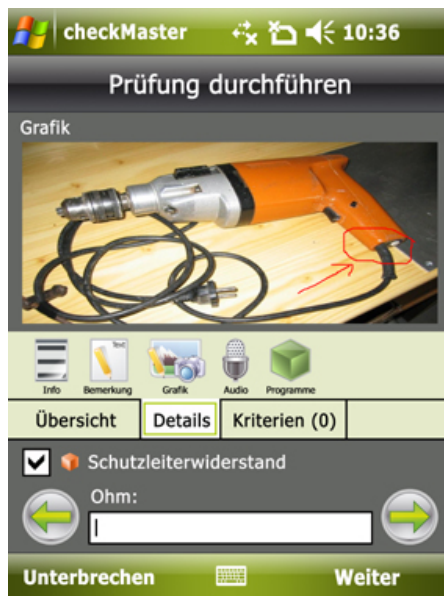 checkMaster 10:36
Prüfung durchführen
Grafik
Text
Info Bemerkung Grafik Audio Programme
Übersicht Details Kriterien (0)
Schutzleiterwiderstand
Ohm:
Unterbrechen Weiter